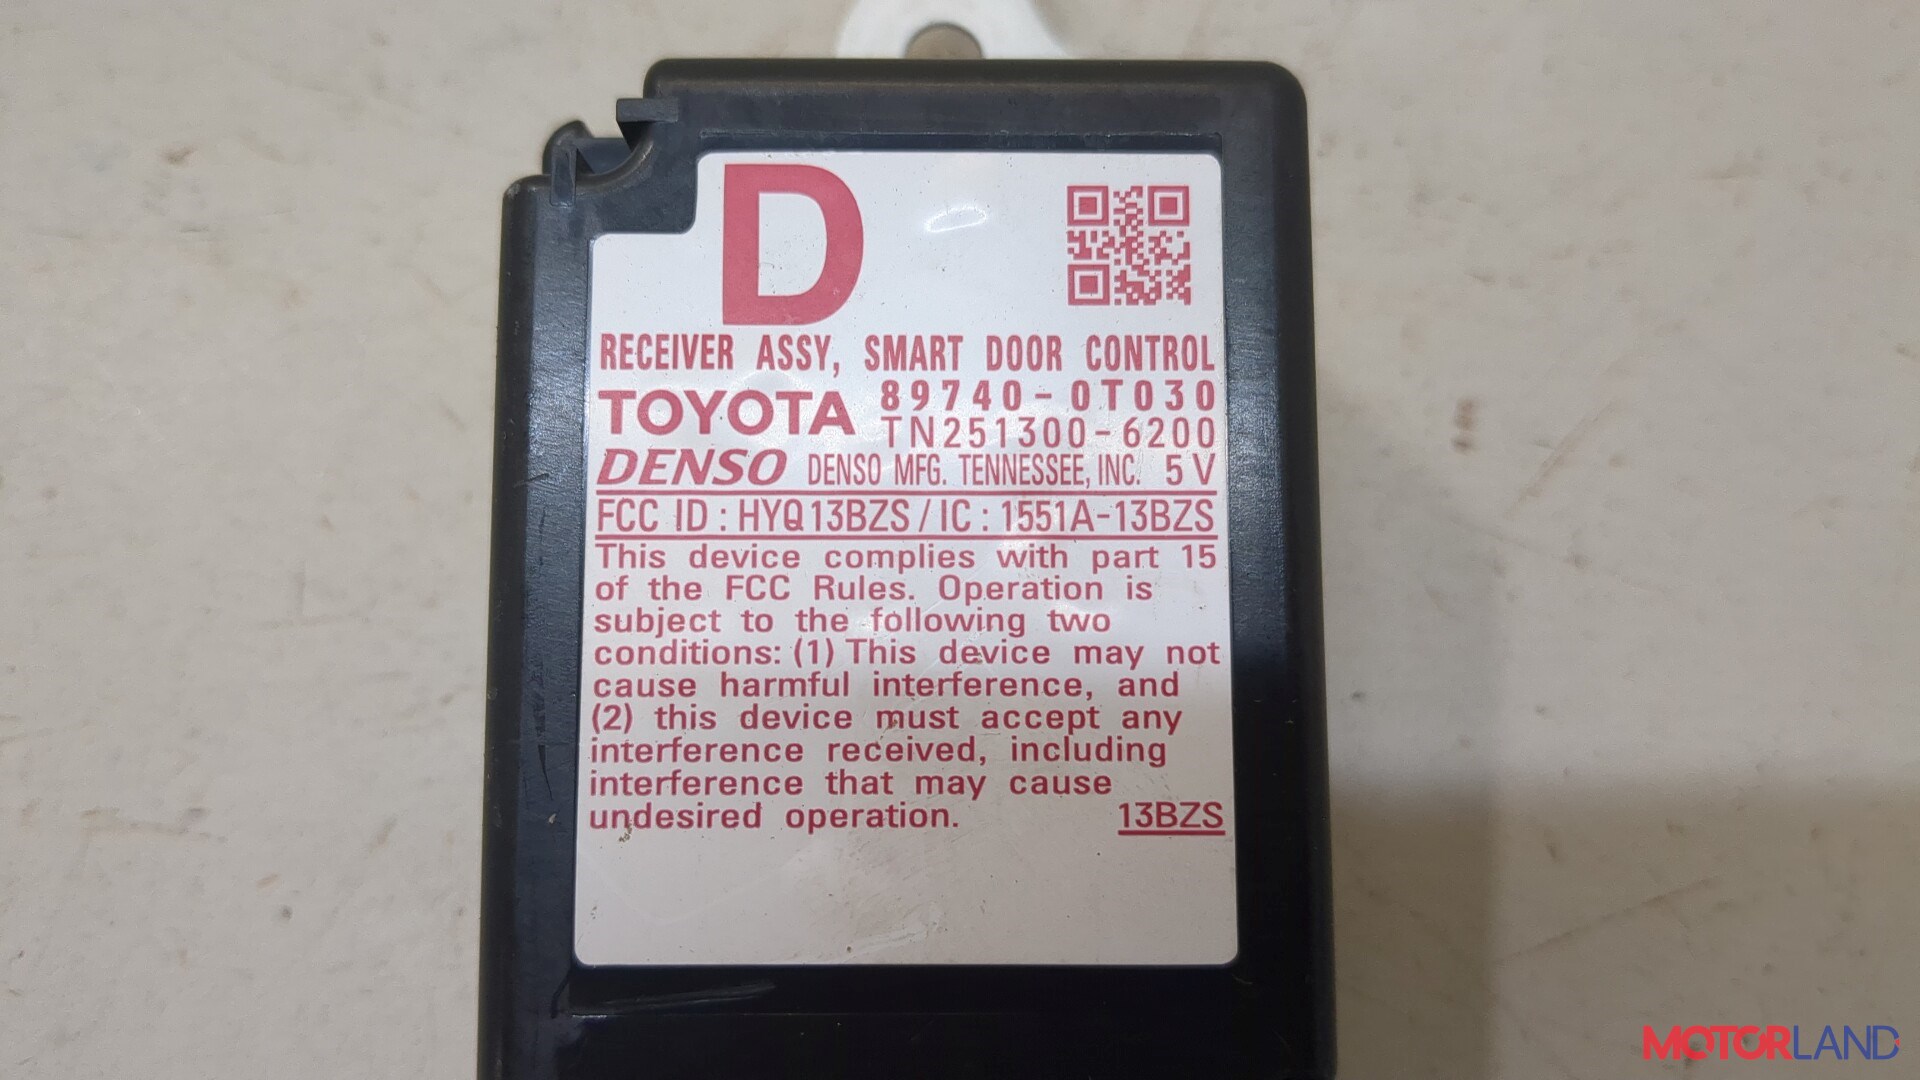 D
RECEIVER ASSY, SMART DOOR CONTROL
TOYOTA 89740-0T030
TN251300-6200
DENSO DENSO MFG. TENNESSEE, INC. 5V
FCC ID : HYQ13BZS / IC : 1551A-13BZS
This device complies with part 15
of the FCC Rules. Operation is
subject to the following two
conditions: (1) This device may not
cause harmful interference, and
(2) this device must accept any
interference received, including
interference that may cause
undesired operation. 13BZS
MOTORLAND